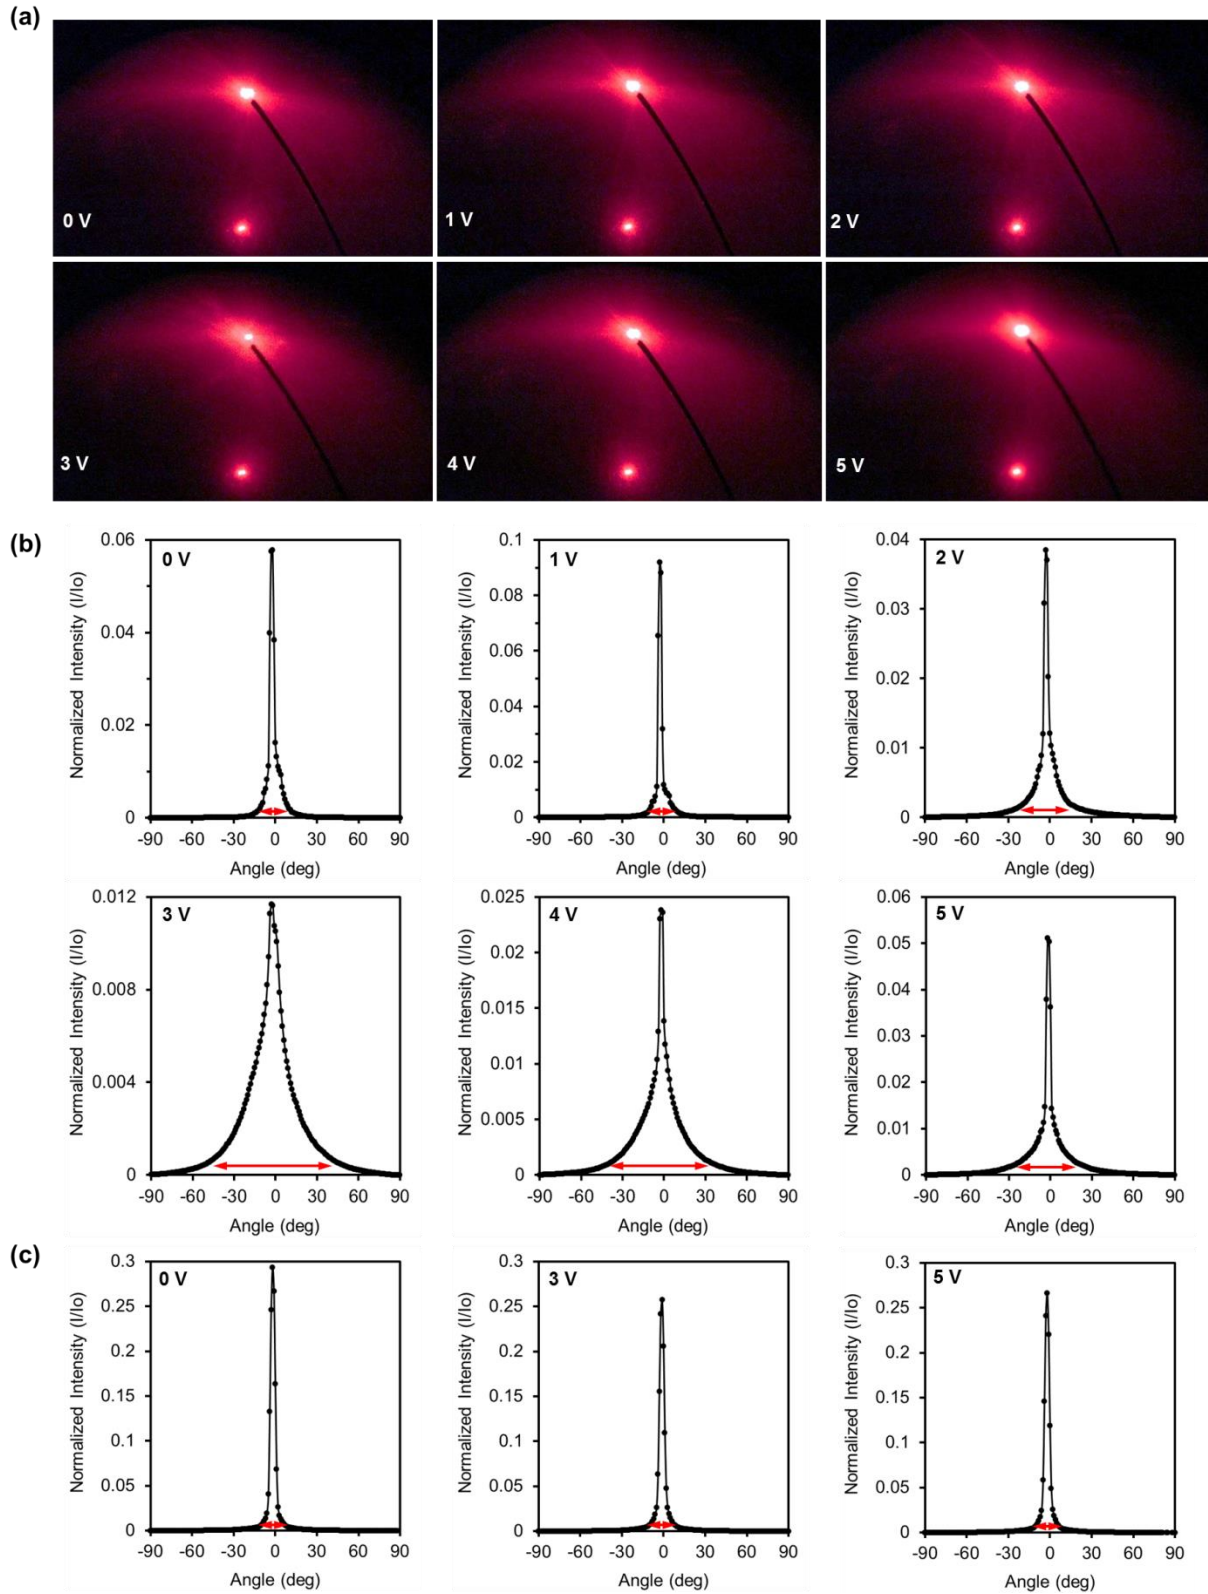 (a)
0 V
1 V
2 V
3 V
4 V
5 V
(b)
Normalized Intensity (I/Io)
0.06
0.04
0.02
0
0 V
-90 -60 -30 0 30 60 90
Angle (deg)
Normalized Intensity (I/Io)
0.1
0.08
0.06
0.04
0.02
0
1 V
-90 -60 -30 0 30 60 90
Angle (deg)
Normalized Intensity (I/Io)
0.04
0.03
0.02
0.01
0
2 V
-90 -60 -30 0 30 60 90
Angle (deg)
Normalized Intensity (I/Io)
0.012
0.008
0.004
0
3 V
-90 -60 -30 0 30 60 90
Angle (deg)
Normalized Intensity (I/Io)
0.025
0.02
0.015
0.01
0.005
0
4 V
-90 -60 -30 0 30 60 90
Angle (deg)
Normalized Intensity (I/Io)
0.06
0.05
0.04
0.03
0.02
0.01
0
5 V
-90 -60 -30 0 30 60 90
Angle (deg)
(c)
Normalized Intensity (I/Io)
0.3
0.25
0.2
0.15
0.1
0.05
0
0 V
-90 -60 -30 0 30 60 90
Angle (deg)
Normalized Intensity (I/Io)
0.3
0.25
0.2
0.15
0.1
0.05
0
3 V
-90 -60 -30 0 30 60 90
Angle (deg)
Normalized Intensity (I/Io)
0.3
0.25
0.2
0.15
0.1
0.05
0
5 V
-90 -60 -30 0 30 60 90
Angle (deg)